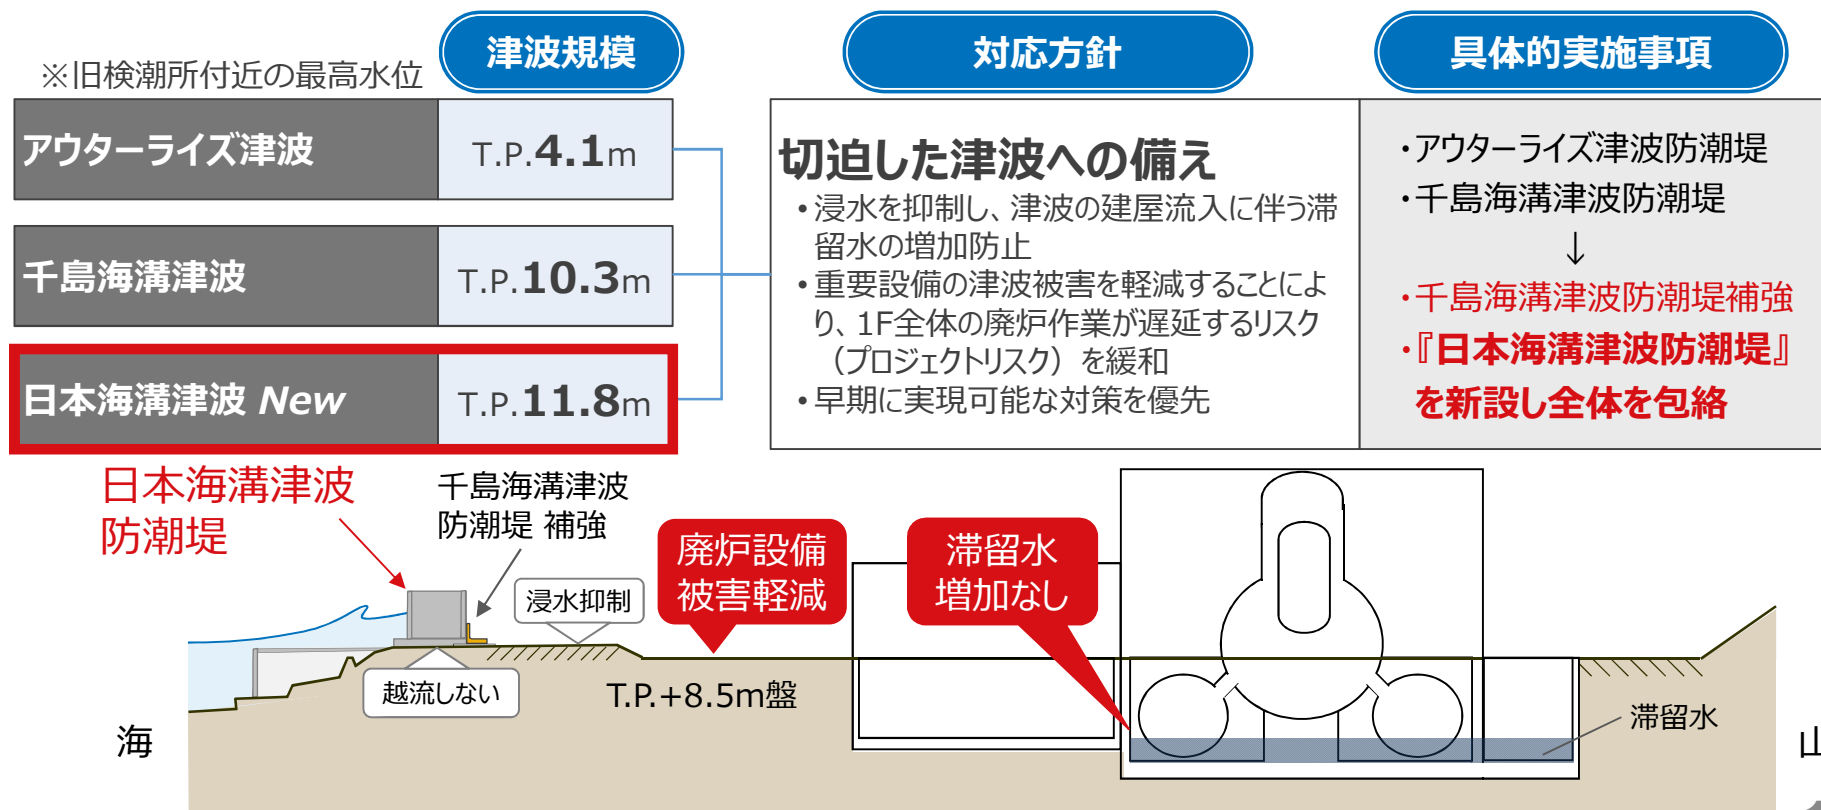 津波規模
対応方針
具体的実施事項
※旧検潮所付近の最高水位
アウターライズ津波
T.P.4.1m
千島海溝津波
T.P.10.3m
日本海溝津波 New
T.P.11.8m
切迫した津波への備え
•浸水を抑制し、津波の建屋流入に伴う滞
留水の増加防止
•重要設備の津波被害を軽減することによ
り、1F全体の廃炉作業が遅延するリスク
（プロジェクトリスク）を緩和
•早期に実現可能な対策を優先
・アウターライズ津波防潮堤
・千島海溝津波防潮堤
↓
・千島海溝津波防潮堤補強
・『日本海溝津波防潮堤』
を新設し全体を包絡
日本海溝津波
防潮堤
千島海溝津波
防潮堤 補強
浸水抑制
廃炉設備
被害軽減
滞留水
増加なし
越流しない
T.P.+8.5m盤
滞留水
海
山